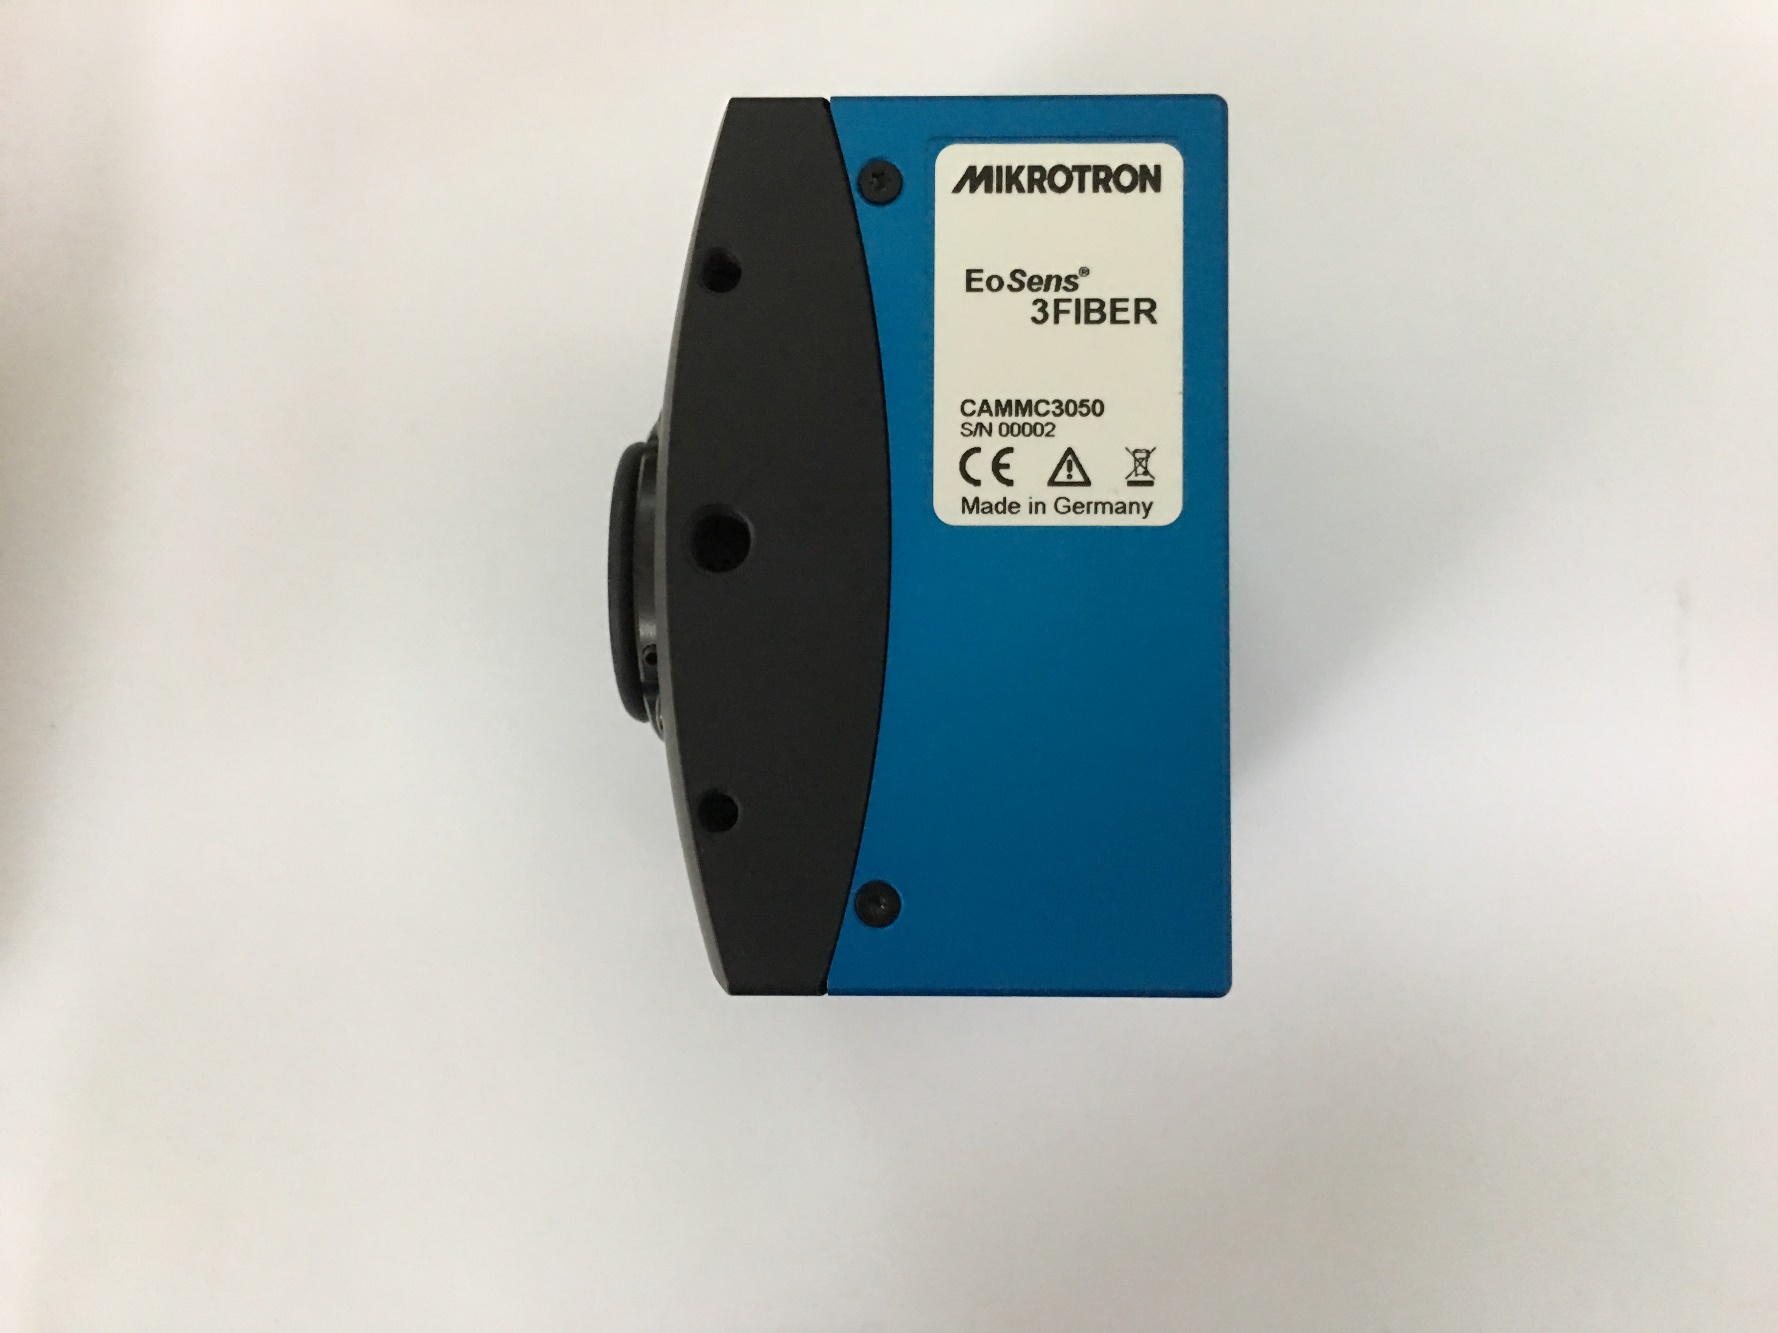 MIKROTRON
EoSens®
3FIBER
CAMMC3050
S/N 00002
CE
Made in Germany